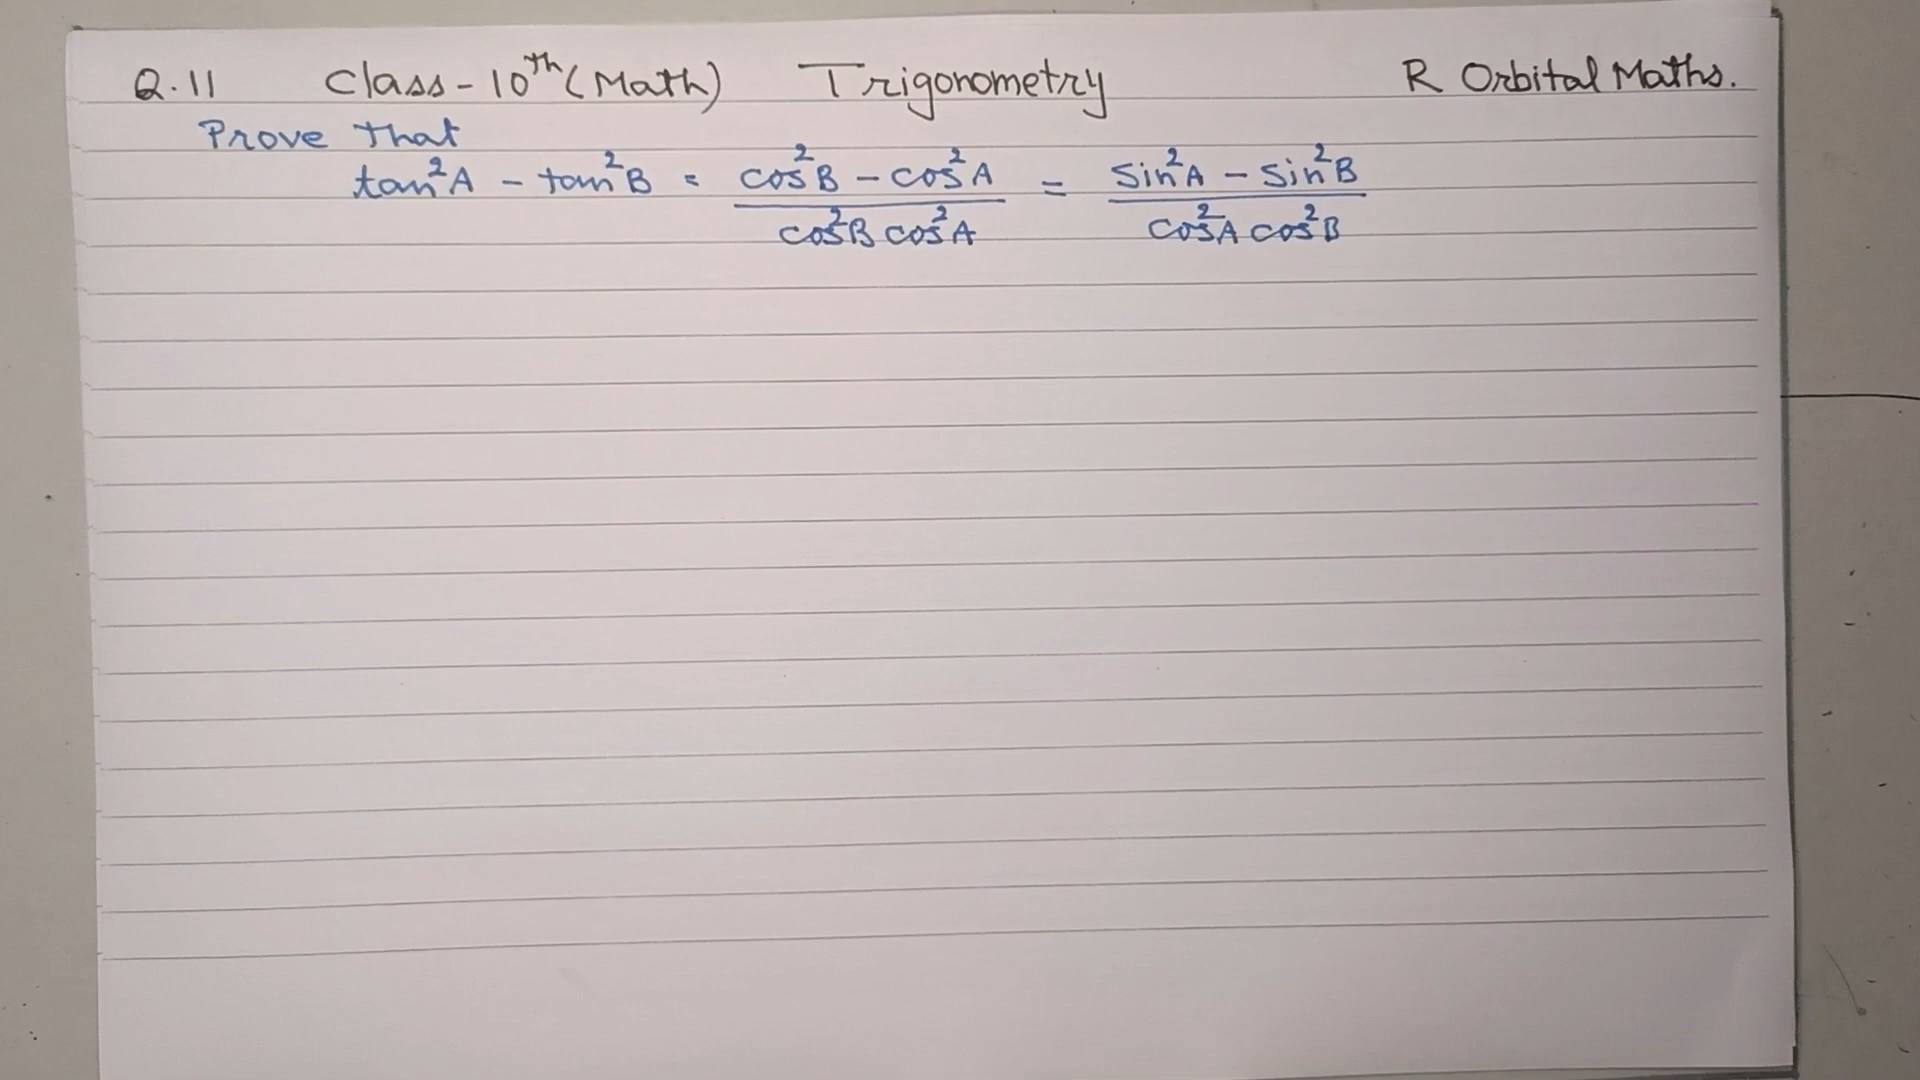 Q.11 Class-10th (Math) Trigonometry R Orbital Maths.
Prove that
tan²A - tan²B = cos²B - cos²A / cos²B cos²A = Sin²A - Sin²B / cos²A cos²B